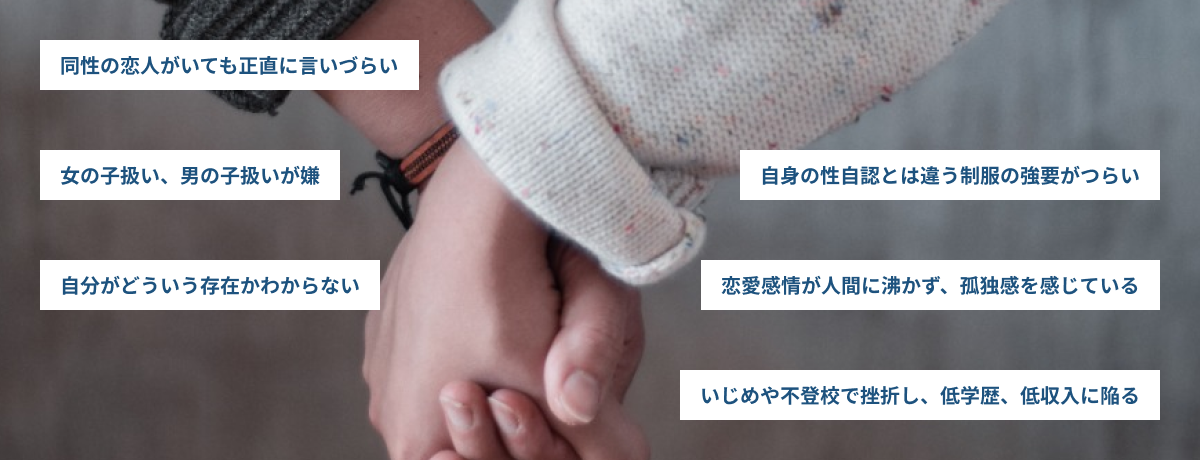 同性の恋人がいても正直に言いづらい
女の子扱い、男の子扱いが嫌
自分がどういう存在かわからない
自身の性自認とは違う制服の強要がつらい
恋愛感情が人間に沸かず、孤独感を感じている
いじめや不登校で挫折し、低学歴、低収入に陥る